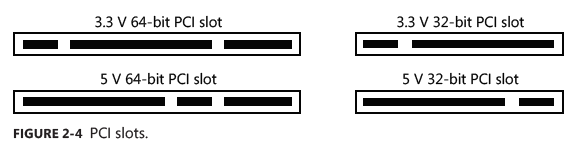 3.3 V 64-bit PCI slot
3.3 V 32-bit PCI slot
5 V 64-bit PCI slot
5 V 32-bit PCI slot
FIGURE 2-4 PCI slots.